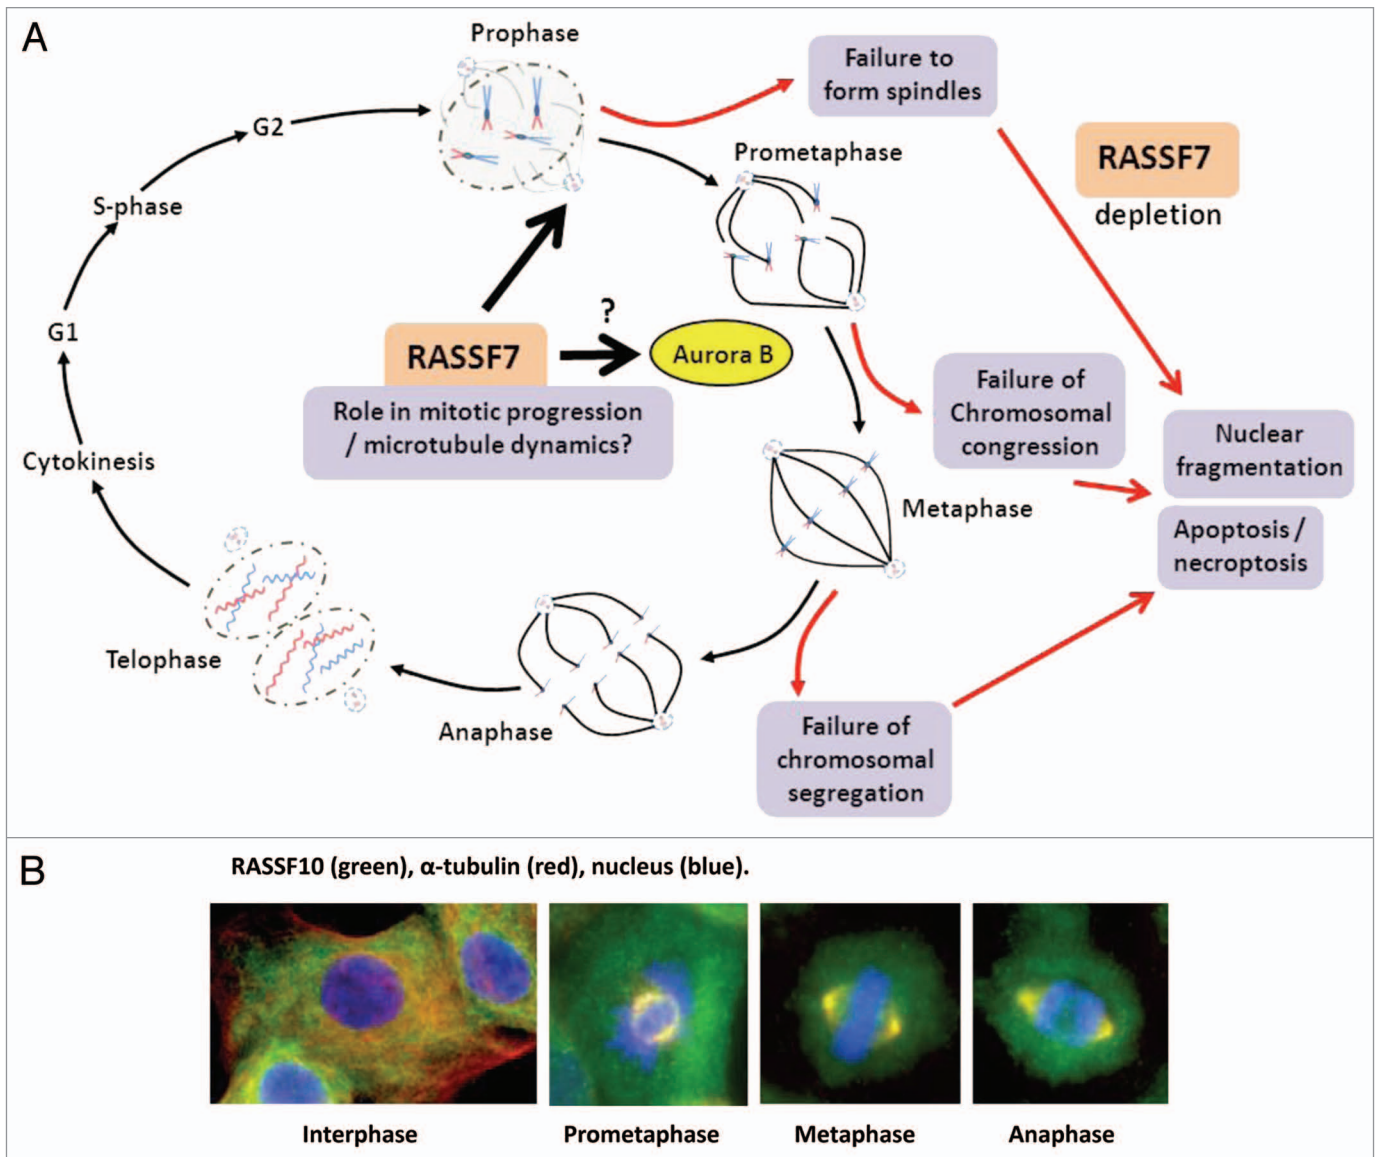 A
Prophase
Failure to
form spindles
G2
Prometaphase
RASSF7
depletion
S-phase
G1
?
RASSF7
Aurora B
Role in mitotic progression
/ microtubule dynamics?
Failure of
Chromosomal
congression
Nuclear
fragmentation
Cytokinesis
Metaphase
Apoptosis /
necroptosis
Telophase
Anaphase
Failure of
chromosomal
segregation
B
RASSF10 (green), α-tubulin (red), nucleus (blue).
Interphase
Prometaphase
Metaphase
Anaphase